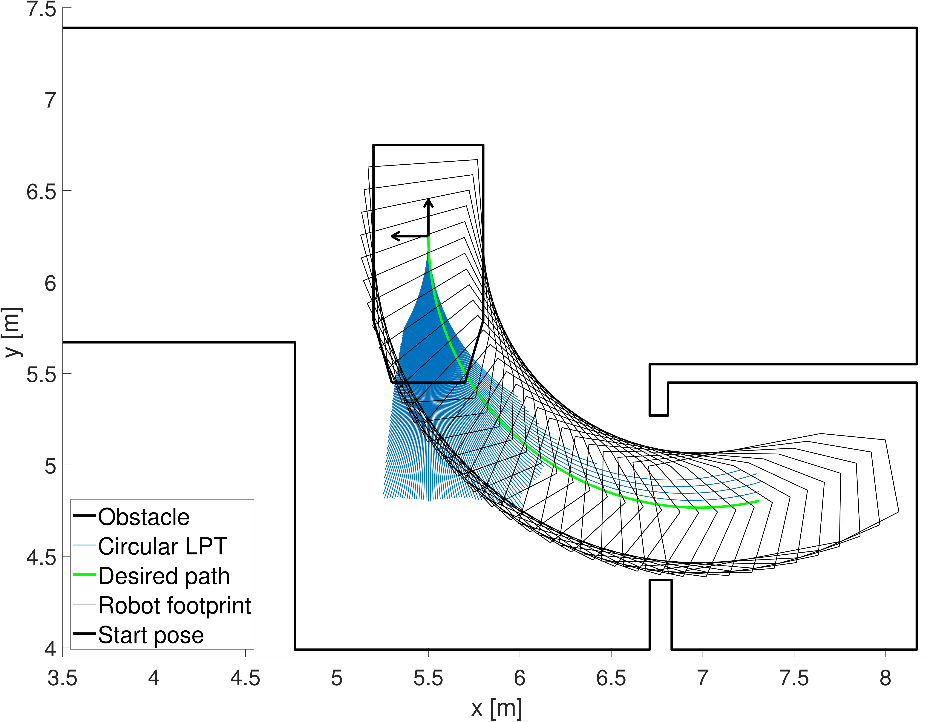 7.5
7
6.5
6
5.5
5
4.5
4
y [m]
Obstacle
Circular LPT
Desired path
Robot footprint
Start pose
3.5 4 4.5 5 5.5 6 6.5 7 7.5 8
x [m]